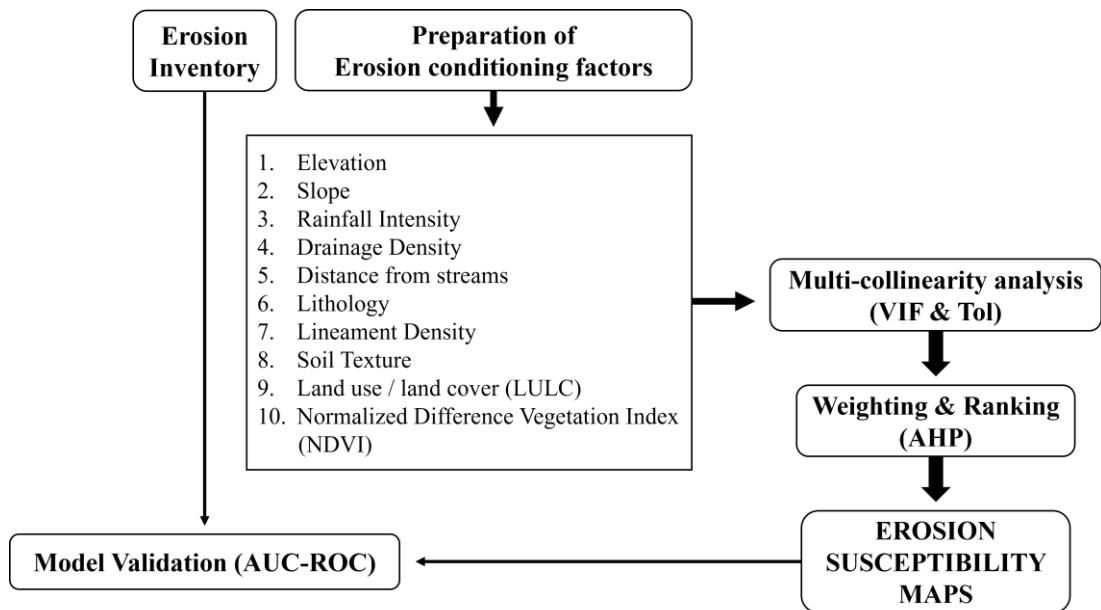 Erosion
Inventory
Preparation of
Erosion conditioning factors
1. Elevation
2. Slope
3. Rainfall Intensity
4. Drainage Density
5. Distance from streams
6. Lithology
7. Lineament Density
8. Soil Texture
9. Land use / land cover (LULC)
10. Normalized Difference Vegetation Index
(NDVI)
Multi-collinearity analysis
(VIF & Tol)
Weighting & Ranking
(AHP)
EROSION
SUSCEPTIBILITY
MAPS
Model Validation (AUC-ROC)